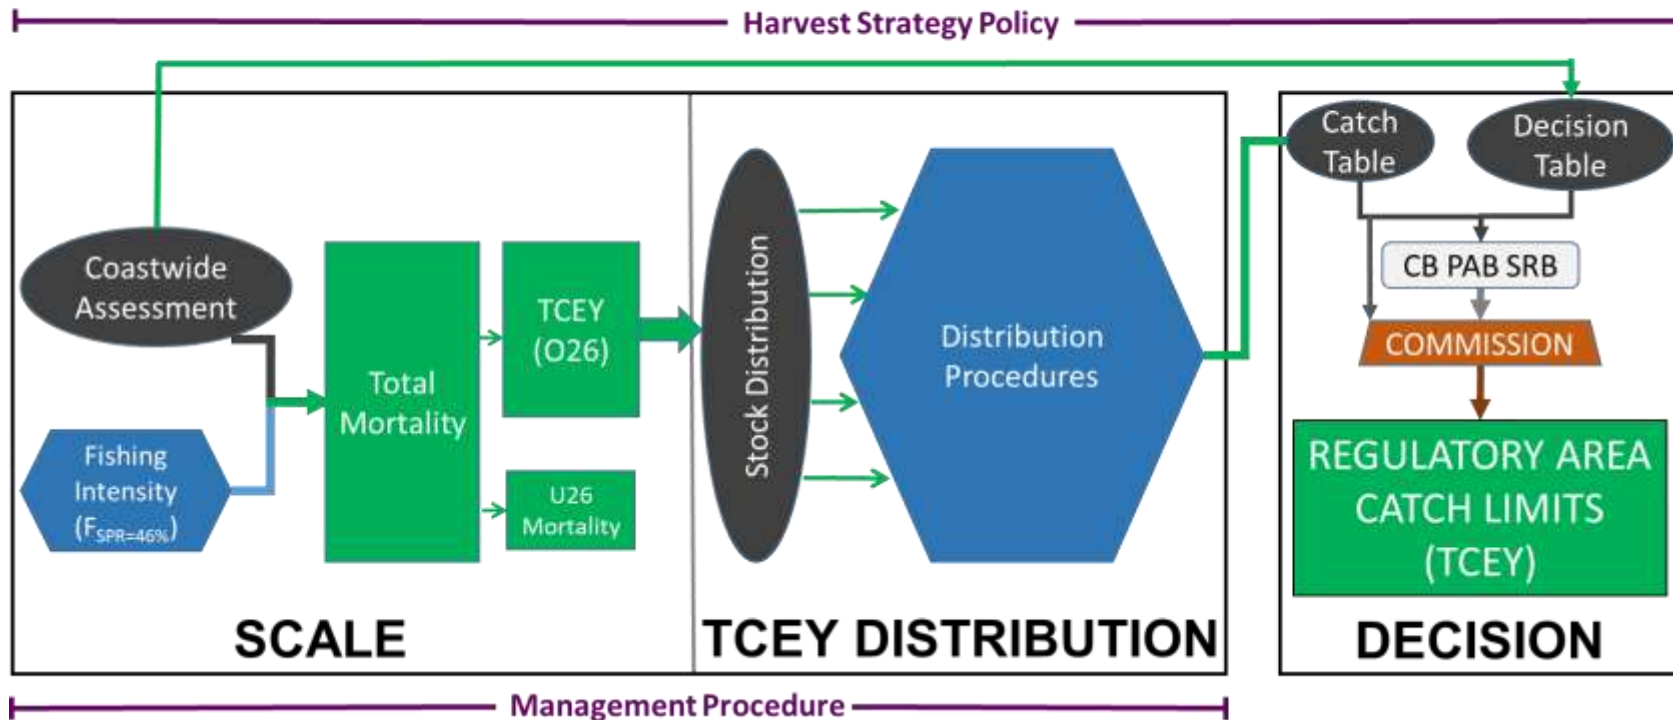 Harvest Strategy Policy
Coastwide
Assessment
Fishing
Intensity
(F_SPR=46%)
Total
Mortality
TCEY
(O26)
U26
Mortality
SCALE
Stock Distribution
Distribution
Procedures
TCEY DISTRIBUTION
Catch
Table
Decision
Table
CB PAB SRB
COMMISSION
REGULATORY AREA
CATCH LIMITS
(TCEY)
DECISION
Management Procedure